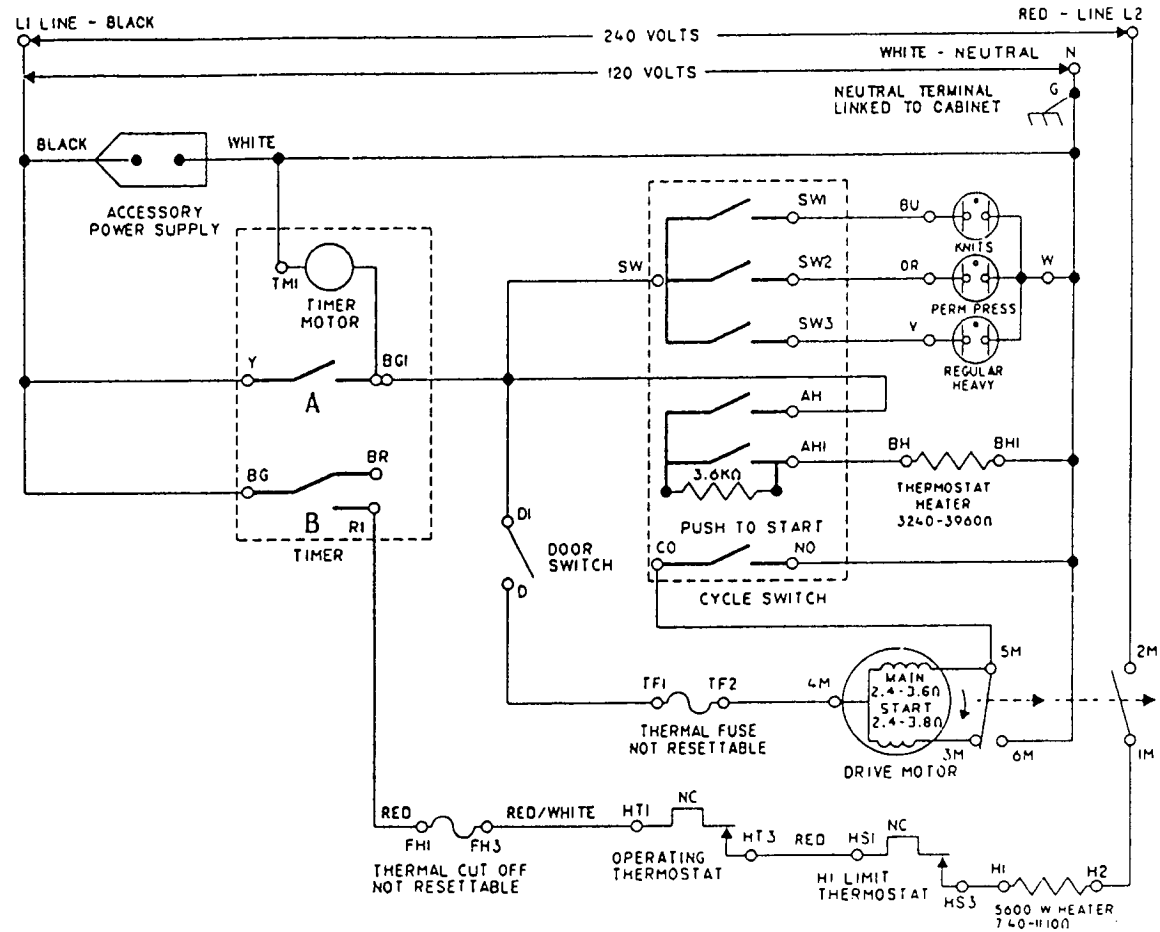 L1 LINE - BLACK
RED - LINE L2
240 VOLTS
WHITE - NEUTRAL N
120 VOLTS
NEUTRAL TERMINAL
LINKED TO CABINET
G
BLACK
WHITE
ACCESSORY
POWER SUPPLY
SW1
BU
KNITS
SW
SW2
OR
W
PERM PRESS
TM1
TIMER
MOTOR
SW3
V
REGULAR
HEAVY
Y
BG1
A
AH
BG
BR
AH1
BH
BH1
3.6KΩ
THERMOSTAT
HEATER
3240-3960Ω
B
R1
TIMER
D1
PUSH TO START
DOOR
SWITCH
D
CO
NO
CYCLE SWITCH
5M
2M
TF1
TF2
4M
MAIN
2.4-3.6Ω
START
2.4-3.8Ω
THERMAL FUSE
NOT RESETTABLE
3M
6M
1M
DRIVE MOTOR
RED
FH1
FH3
RED/WHITE
HT1
NC
THERMAL CUT OFF
NOT RESETTABLE
OPERATING
THERMOSTAT
HT3
RED
HS1
NC
HI LIMIT
THERMOSTAT
HS3
H1
H2
5600 W HEATER